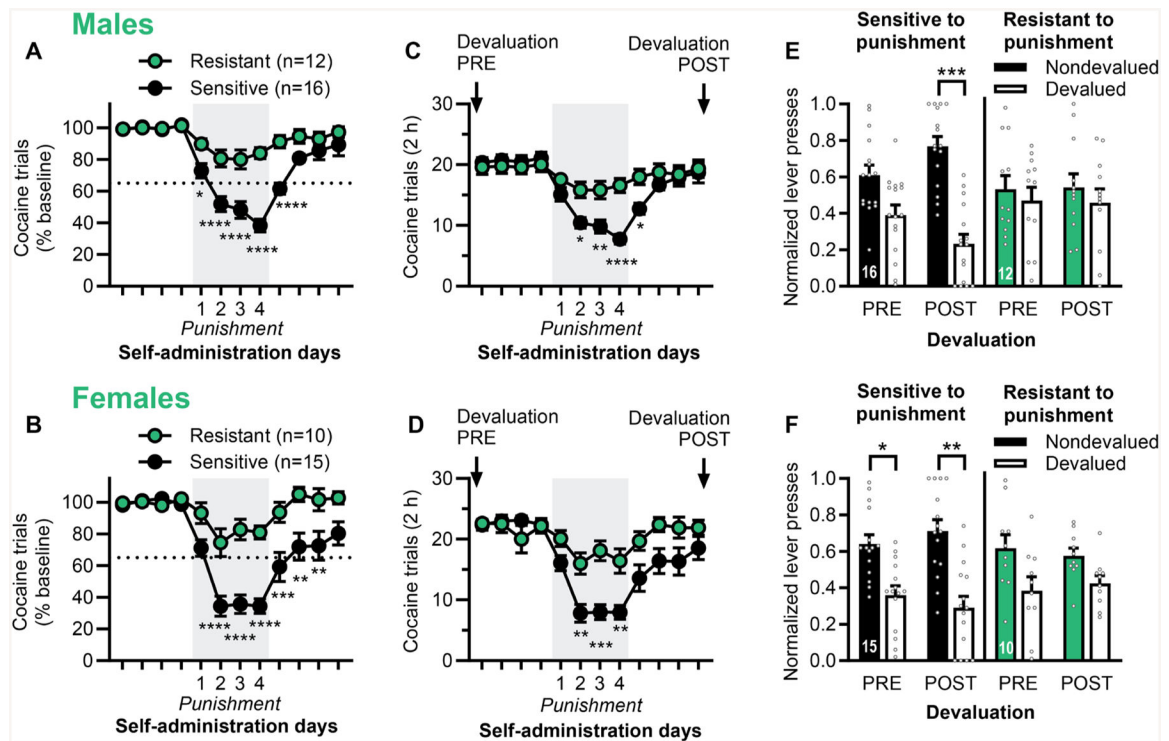 Males
A
Resistant (n=12)
Sensitive (n=16)
Cocaine trials
(% baseline)
100
80
60
40
20
0
*
****
****
****
****
1 2 3 4
Punishment
Self-administration days
C
Devaluation
PRE
Devaluation
POST
Cocaine trials (2 h)
30
20
10
0
*
**
****
*
1 2 3 4
Punishment
Self-administration days
E
Sensitive to
punishment
Resistant to
punishment
Nondevalued
Devalued
***
Normalized lever presses
1.0
0.8
0.6
0.4
0.2
0.0
16
12
PRE POST PRE POST
Devaluation
Females
B
Resistant (n=10)
Sensitive (n=15)
Cocaine trials
(% baseline)
100
80
60
40
20
0
****
****
****
***
**
**
1 2 3 4
Punishment
Self-administration days
D
Devaluation
PRE
Devaluation
POST
Cocaine trials (2 h)
30
20
10
0
**
***
**
1 2 3 4
Punishment
Self-administration days
F
Sensitive to
punishment
Resistant to
punishment
Nondevalued
Devalued
*
**
Normalized lever presses
1.0
0.8
0.6
0.4
0.2
0.0
15
10
PRE POST PRE POST
Devaluation